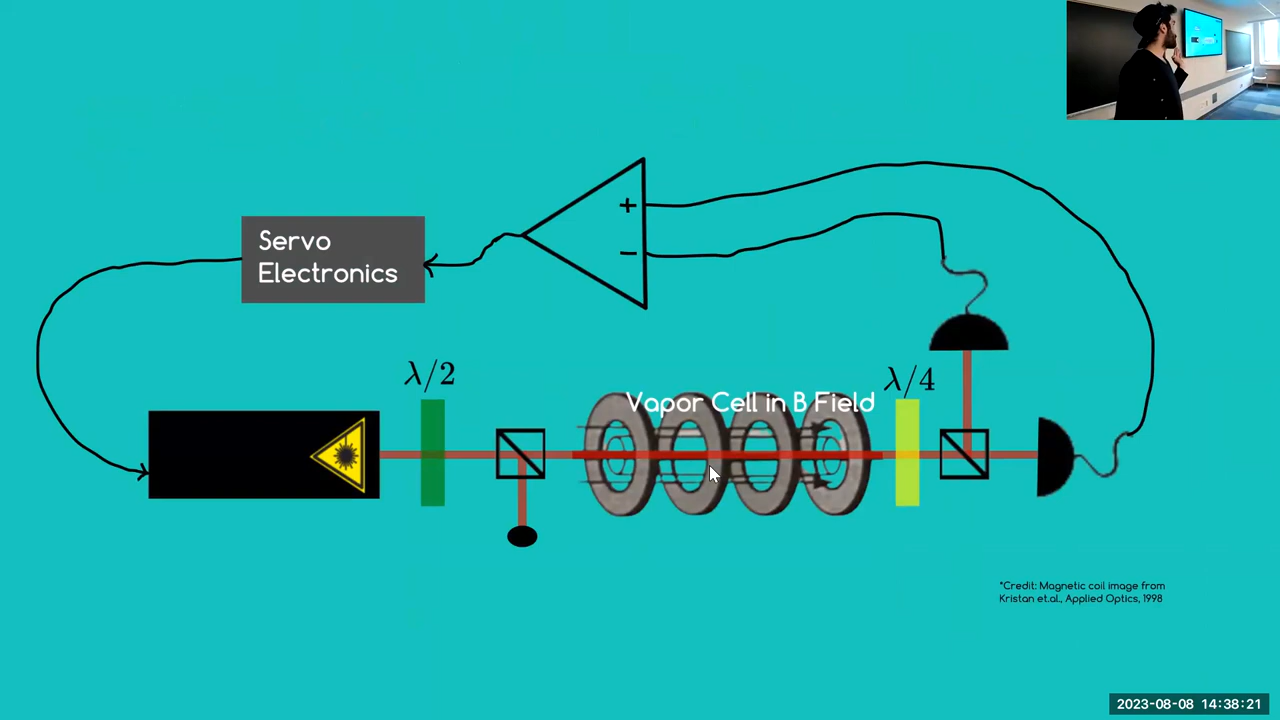 Servo
Electronics
+
−
λ/2
Vapor Cell in B Field
λ/4
*Credit: Magnetic coil image from
Kristan et.al., Applied Optics, 1998
2023-08-08 14:38:21